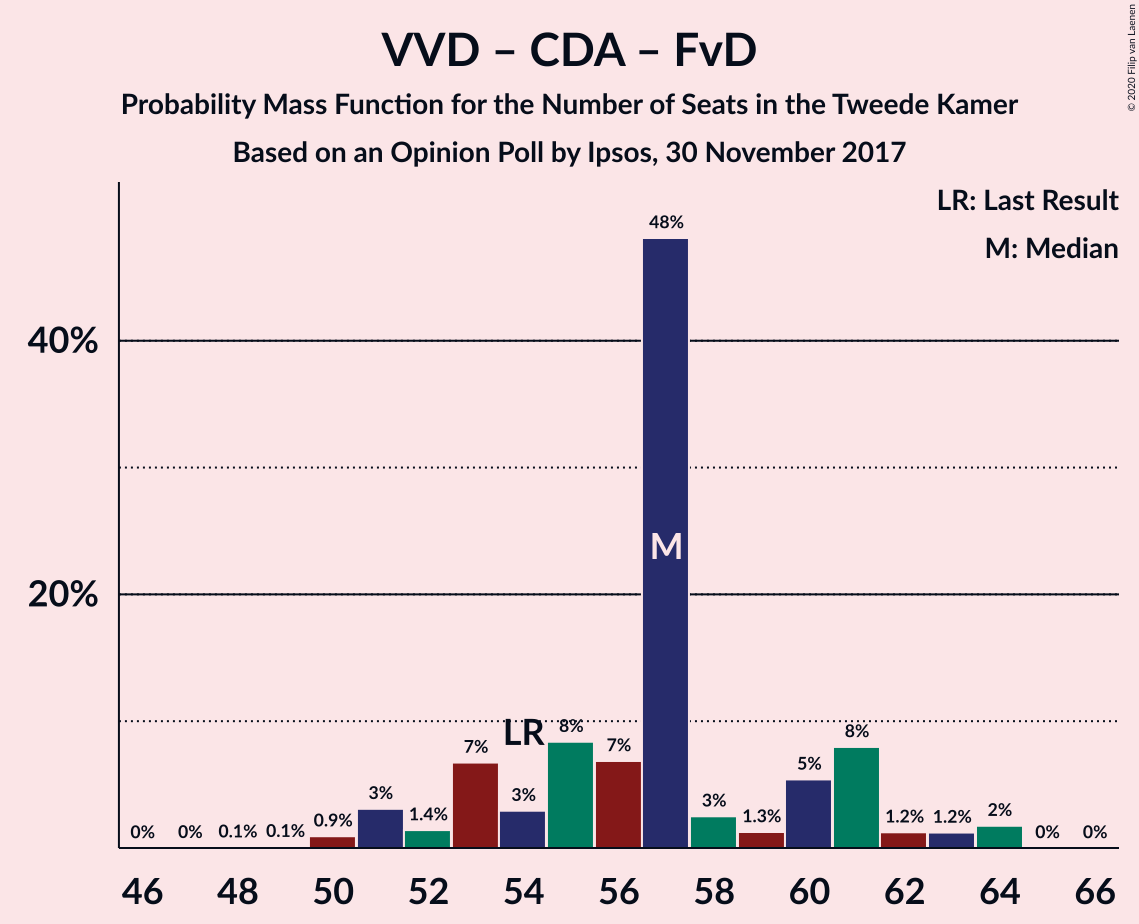 VVD – CDA – FvD
Probability Mass Function for the Number of Seats in the Tweede Kamer
Based on an Opinion Poll by Ipsos, 30 November 2017
© 2020 Filip van Laenen
LR: Last Result
M: Median
48%
40%
M
20%
LR
0% 0% 0.1% 0.1% 0.9% 3% 1.4% 7% 3% 8% 7% 3% 1.3% 5% 8% 1.2% 1.2% 2% 0% 0%
46 48 50 52 54 56 58 60 62 64 66